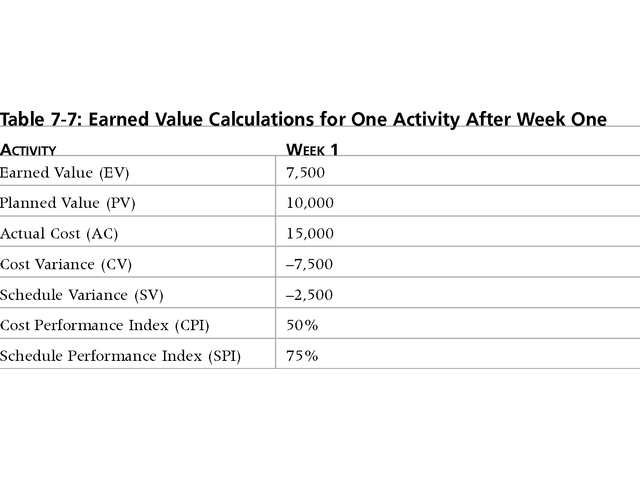 Table 7-7: Earned Value Calculations for One Activity After Week One
ACTIVITY WEEK 1
Earned Value (EV) 7,500
Planned Value (PV) 10,000
Actual Cost (AC) 15,000
Cost Variance (CV) –7,500
Schedule Variance (SV) –2,500
Cost Performance Index (CPI) 50%
Schedule Performance Index (SPI) 75%